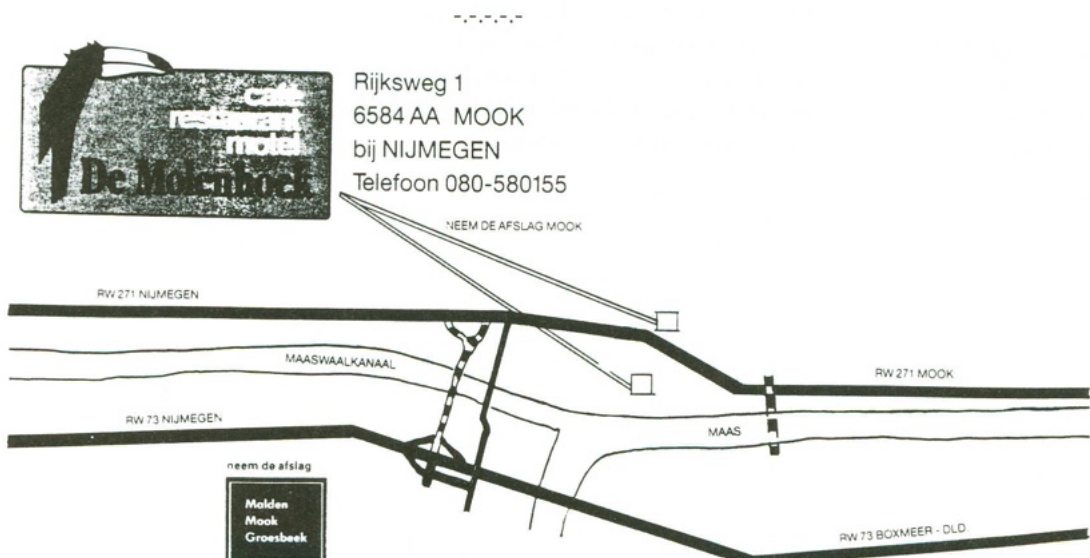 -.-.-.-.-
café
restaurant
motel
De Molenhoek
Rijksweg 1
6584 AA MOOK
bij NIJMEGEN
Telefoon 080-580155
NEEM DE AFSLAG MOOK
RW 271 NIJMEGEN
MAASWAALKANAAL
RW 271 MOOK
RW 73 NIJMEGEN
MAAS
neem de afslag
Malden
Mook
Groesbeek
RW 73 BOXMEER - DLD.